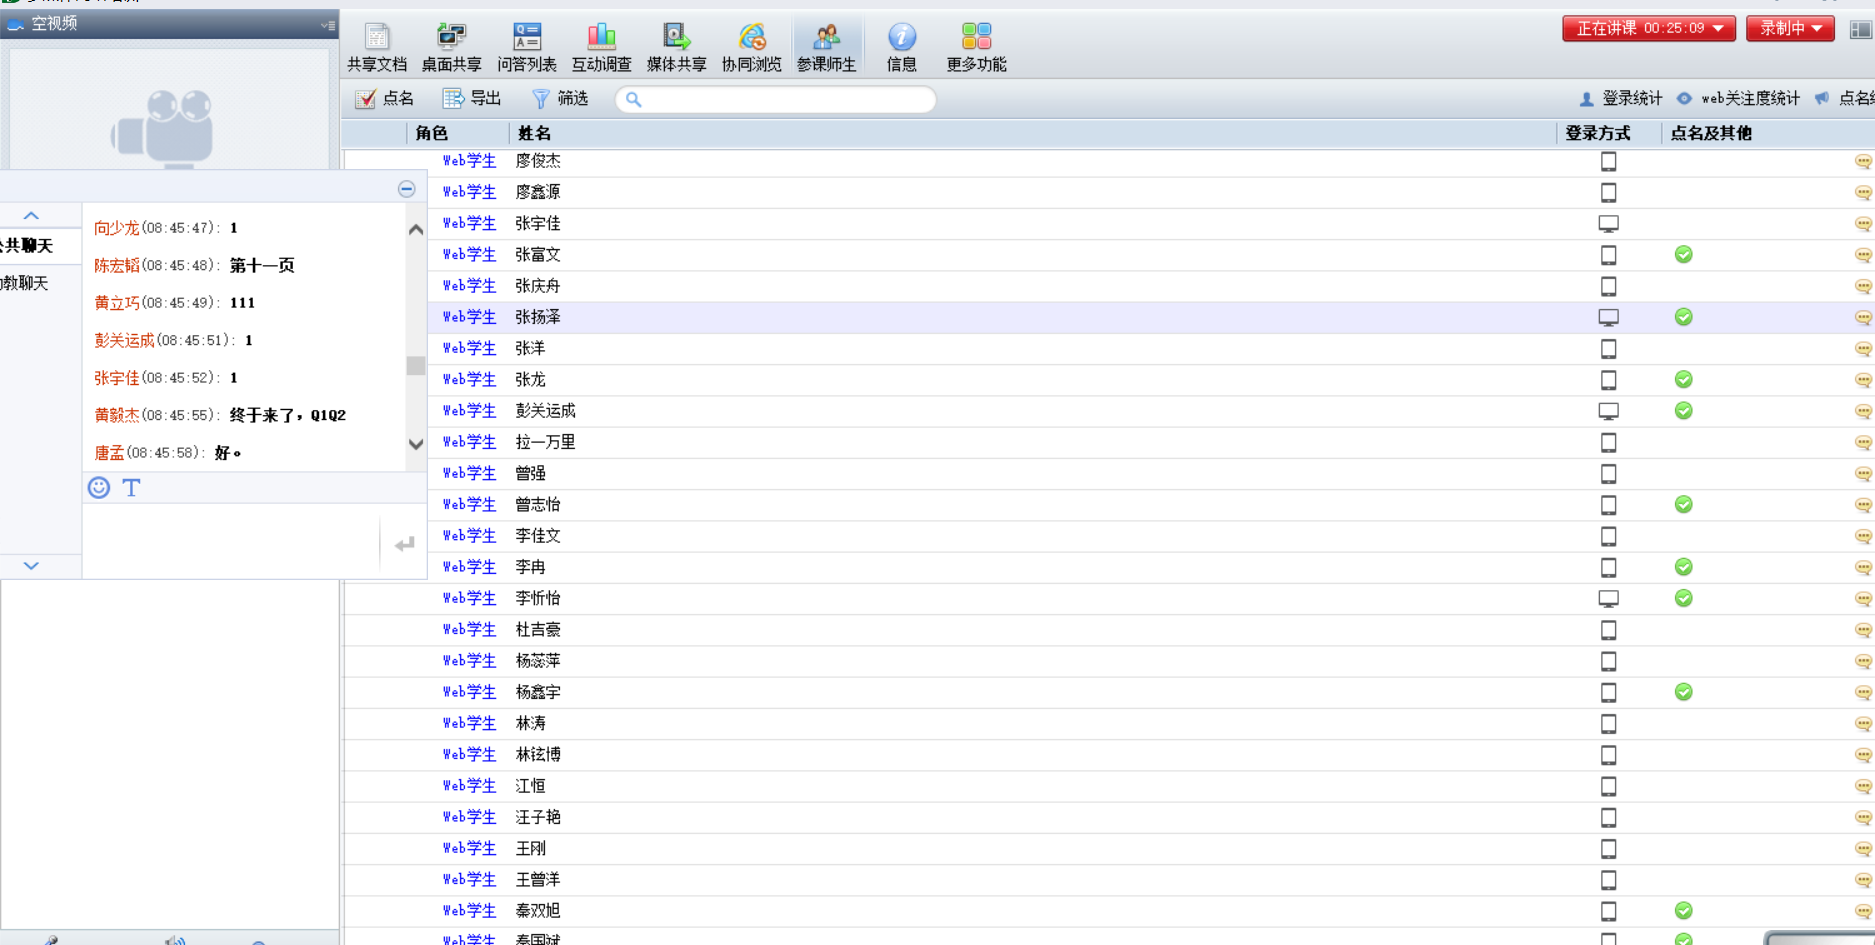 空视频
共享文档 桌面共享 问答列表 互动调查 媒体共享 协同浏览 参课师生 信息 更多功能
正在讲课 00:25:09 录制中
点名 导出 筛选
登录统计 web关注度统计 点名
角色 姓名 登录方式 点名及其他
Web学生 廖俊杰
Web学生 廖鑫源
Web学生 张宇佳
Web学生 张富文
Web学生 张庆舟
Web学生 张扬泽
Web学生 张洋
Web学生 张龙
Web学生 彭关运成
Web学生 拉一万里
Web学生 曾强
Web学生 曾志怡
Web学生 李佳文
Web学生 李冉
Web学生 李忻怡
Web学生 杜吉豪
Web学生 杨蕊萍
Web学生 杨鑫宇
Web学生 林涛
Web学生 林铉博
Web学生 江恒
Web学生 汪子艳
Web学生 王刚
Web学生 王曾洋
Web学生 秦双旭
Web学生 秦国斌
公共聊天
助教聊天
向少龙(08:45:47): 1
陈宏韬(08:45:48): 第十一页
黄立巧(08:45:49): 111
彭关运成(08:45:51): 1
张宇佳(08:45:52): 1
黄毅杰(08:45:55): 终于来了，Q1Q2
唐孟(08:45:58): 好。
T